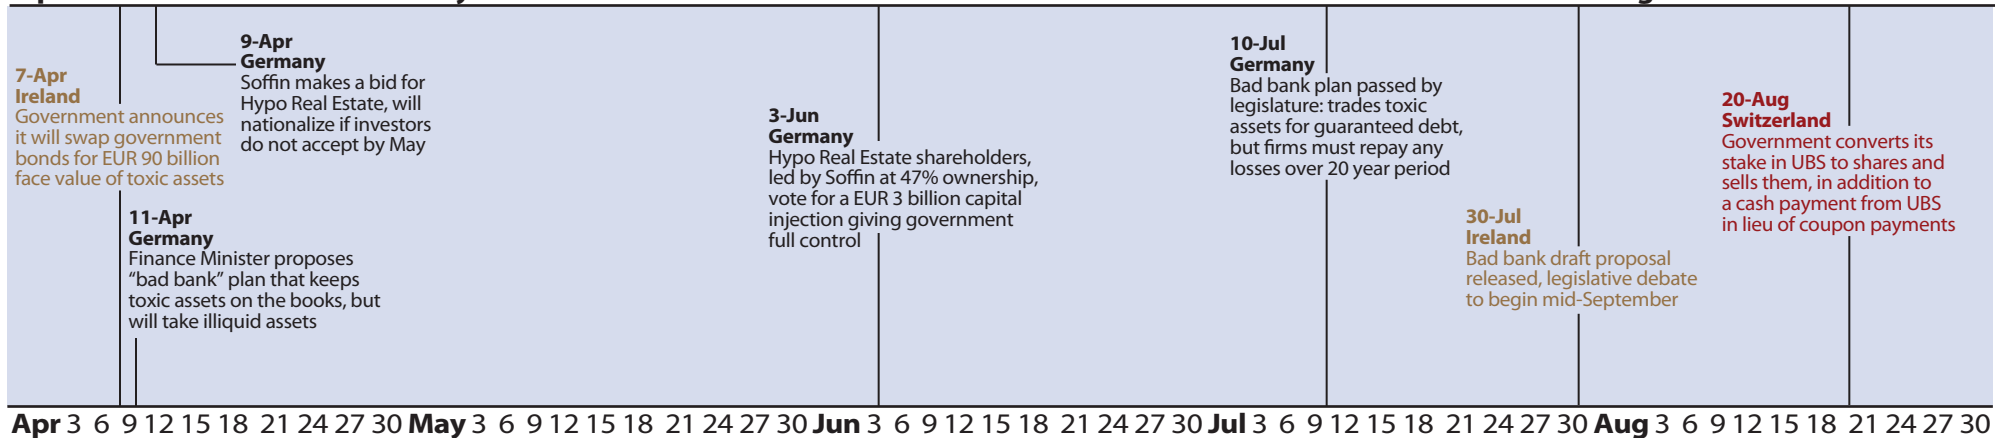 7-Apr
Ireland
Government announces
it will swap government
bonds for EUR 90 billion
face value of toxic assets
9-Apr
Germany
Soffin makes a bid for
Hypo Real Estate, will
nationalize if investors
do not accept by May
11-Apr
Germany
Finance Minister proposes
“bad bank” plan that keeps
toxic assets on the books, but
will take illiquid assets
3-Jun
Germany
Hypo Real Estate shareholders,
led by Soffin at 47% ownership,
vote for a EUR 3 billion capital
injection giving government
full control
10-Jul
Germany
Bad bank plan passed by
legislature: trades toxic
assets for guaranteed debt,
but firms must repay any
losses over 20 year period
30-Jul
Ireland
Bad bank draft proposal
released, legislative debate
to begin mid-September
20-Aug
Switzerland
Government converts its
stake in UBS to shares and
sells them, in addition to
a cash payment from UBS
in lieu of coupon payments
Apr 3 6 9 12 15 18 21 24 27 30 May 3 6 9 12 15 18 21 24 27 30 Jun 3 6 9 12 15 18 21 24 27 30 Jul 3 6 9 12 15 18 21 24 27 30 Aug 3 6 9 12 15 18 21 24 27 30